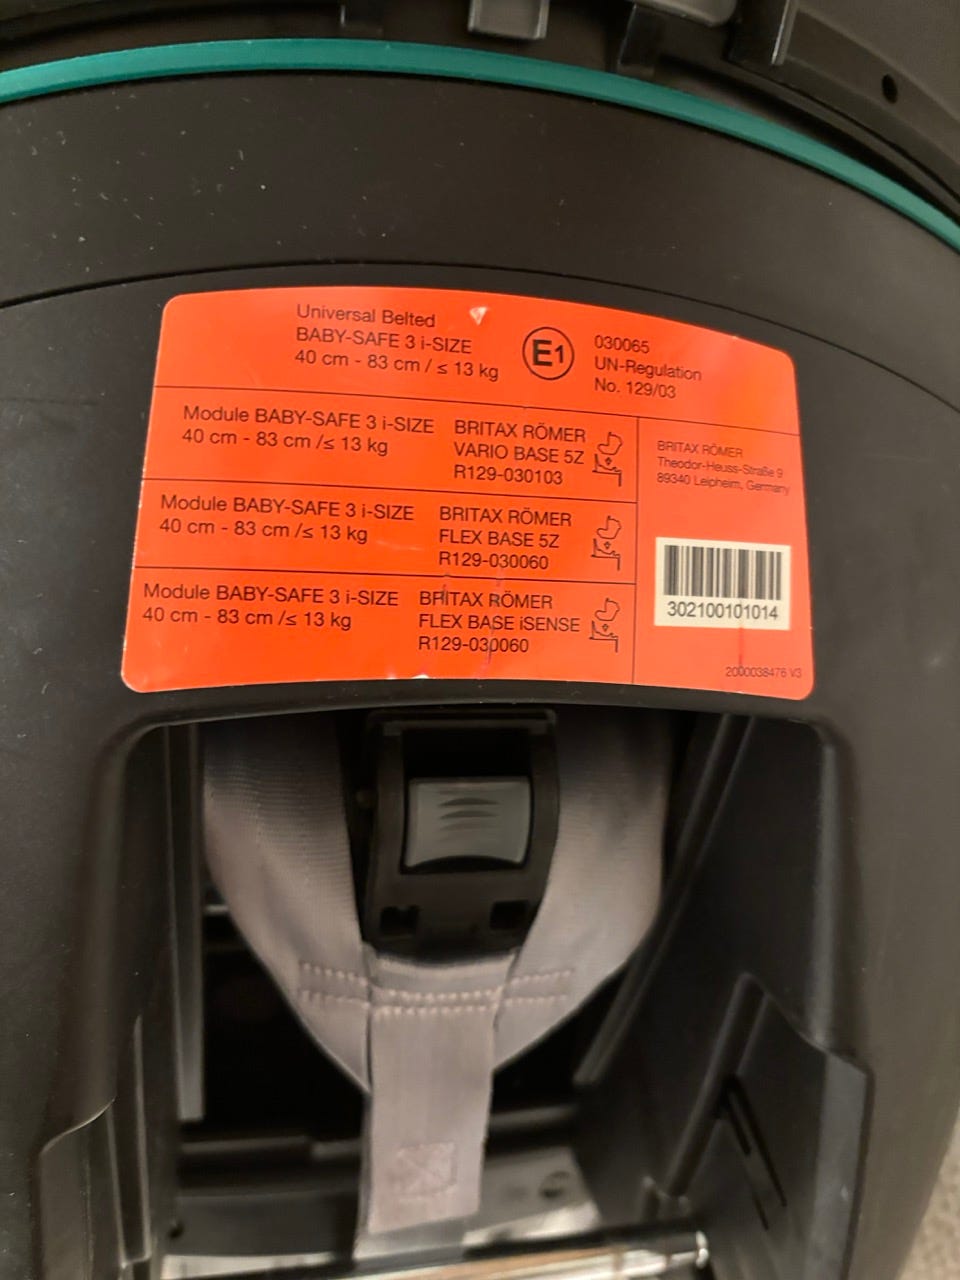 Universal Belted
BABY-SAFE 3 i-SIZE
40 cm - 83 cm / ≤ 13 kg
E1
030065
UN-Regulation
No. 129/03
Module BABY-SAFE 3 i-SIZE
40 cm - 83 cm /≤ 13 kg
BRITAX RÖMER
VARIO BASE 5Z
R129-030103
Module BABY-SAFE 3 i-SIZE
40 cm - 83 cm /≤ 13 kg
BRITAX RÖMER
FLEX BASE 5Z
R129-030060
Module BABY-SAFE 3 i-SIZE
40 cm - 83 cm /≤ 13 kg
BRITAX RÖMER
FLEX BASE iSENSE
R129-030060
BRITAX RÖMER
Theodor-Heuss-Straße 9
89340 Leipheim, Germany
302100101014
2000038476 V3